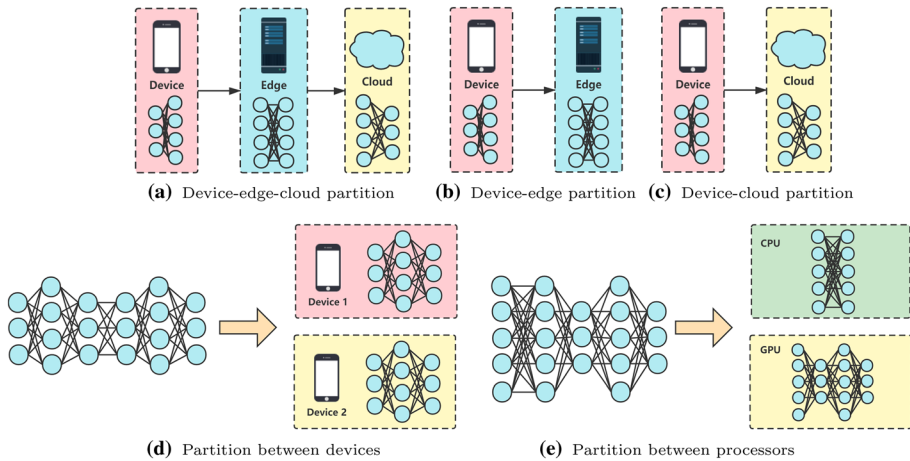 Device
Edge
Cloud
Device
Edge
Device
Cloud
(a) Device-edge-cloud partition
(b) Device-edge partition
(c) Device-cloud partition
Device 1
Device 2
CPU
GPU
(d) Partition between devices
(e) Partition between processors